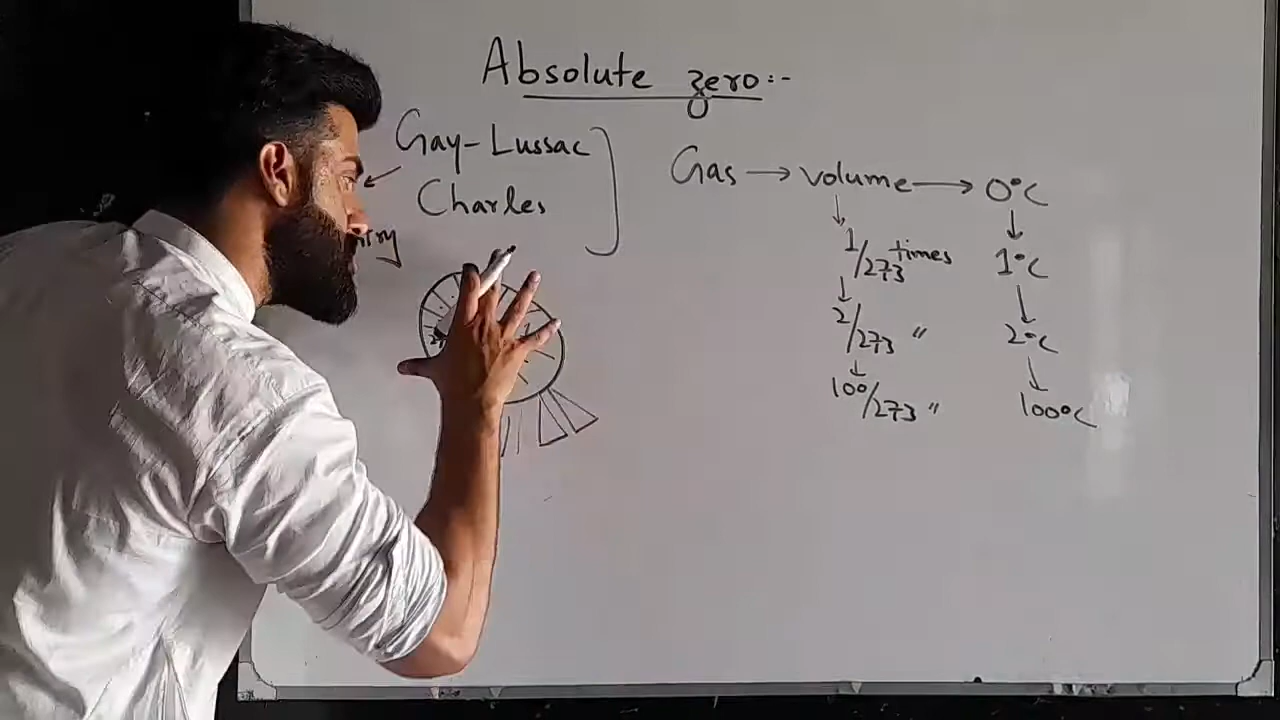 Absolute zero:-
Gay-Lussac
Charles
Gas → volume → 0°C
1/273 times 1°C
2/273 " 2°C
100/273 " 100°C